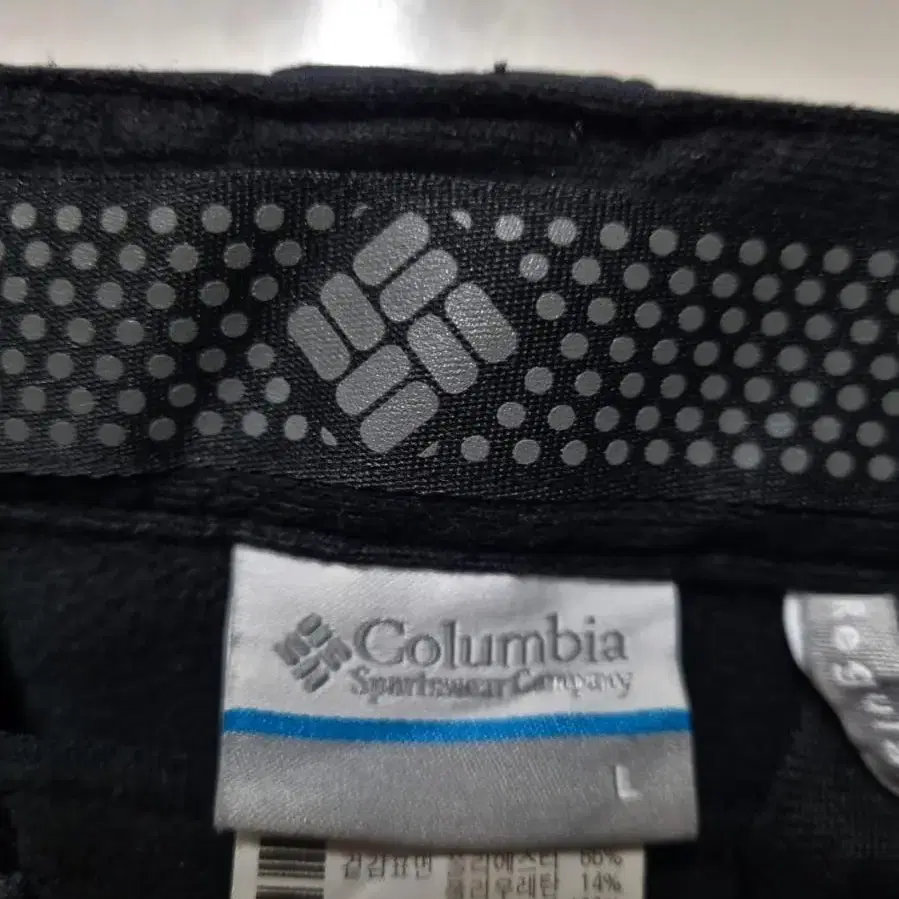 Columbia
Sportswear Company
L
Regul
겉감표면 폴리에스터 86%
폴리우레탄 14%